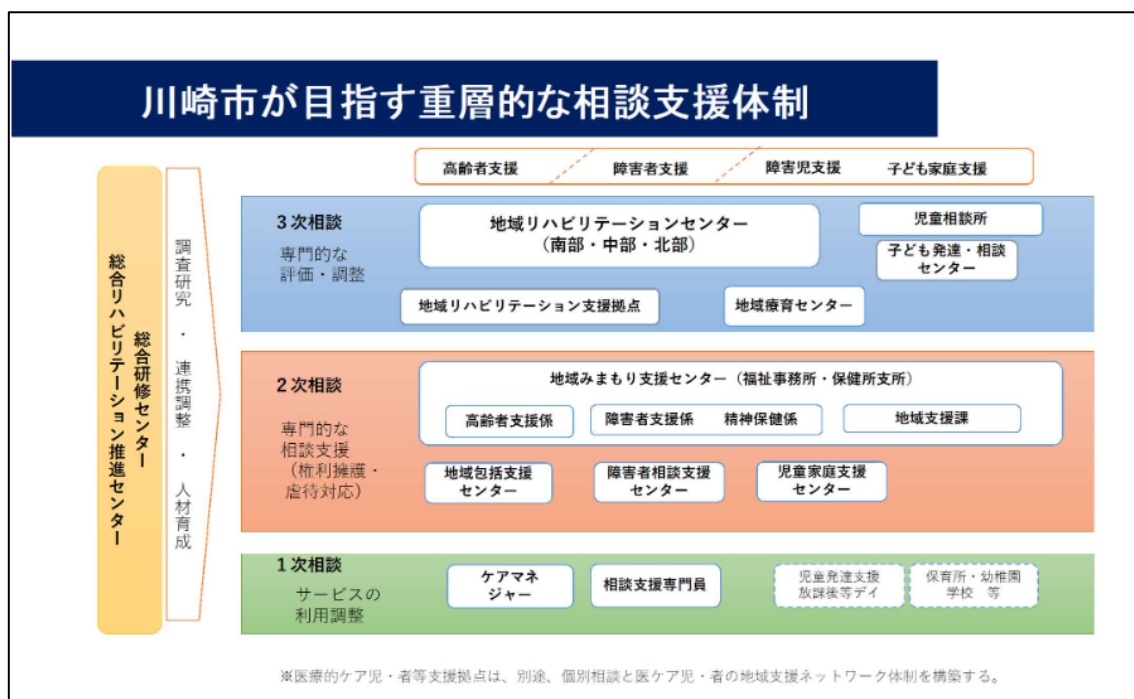 川崎市が目指す重層的な相談支援体制
高齢者支援
障害者支援
障害児支援
子ども家庭支援
総合研修センター
総合リハビリテーション推進センター
調査研究 ・ 連携調整 ・ 人材育成
3次相談
専門的な
評価・調整
地域リハビリテーションセンター
（南部・中部・北部）
児童相談所
子ども発達・相談
センター
地域リハビリテーション支援拠点
地域療育センター
2次相談
専門的な
相談支援
（権利擁護・
虐待対応）
地域みまもり支援センター（福祉事務所・保健所支所）
高齢者支援係
障害者支援係 精神保健係
地域支援課
地域包括支援
センター
障害者相談支援
センター
児童家庭支援
センター
1次相談
サービスの
利用調整
ケアマネ
ジャー
相談支援専門員
児童発達支援
放課後等デイ
保育所・幼稚園
学校 等
※医療的ケア児・者等支援拠点は、別途、個別相談と医ケア児・者の地域支援ネットワーク体制を構築する。